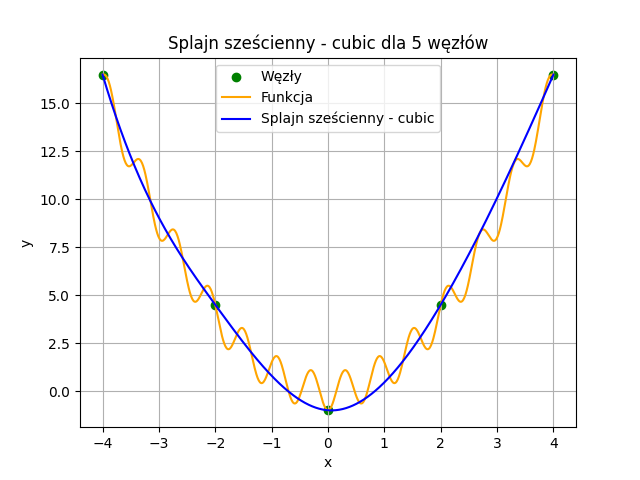 Splajn sześcienny - cubic dla 5 węzłów
Węzły
Funkcja
Splajn sześcienny - cubic
y
15.0
12.5
10.0
7.5
5.0
2.5
0.0
−4
−3
−2
−1
0
1
2
3
4
x